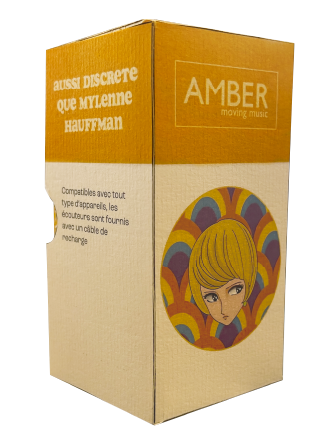 AUSSI DISCRETE
QUE MYLENNE
HAUFFMAN
Compatibles avec tout
type d'appareils, les
écouteurs sont fournis
avec un câble de
recharge
AMBER
moving music